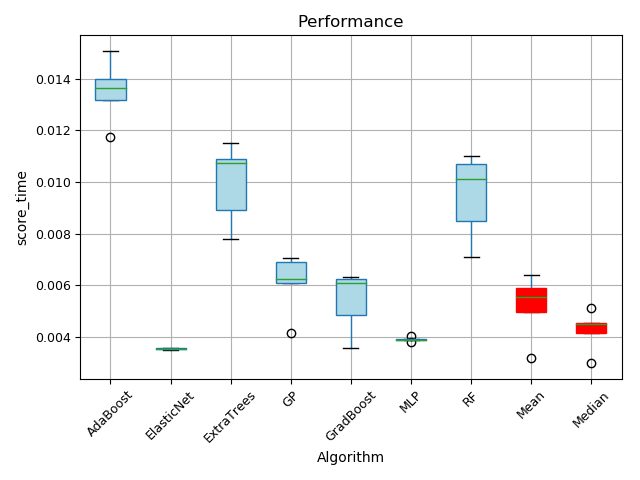 Performance
score_time
0.014
0.012
0.010
0.008
0.006
0.004
AdaBoost
ElasticNet
ExtraTrees
GP
GradBoost
MLP
RF
Mean
Median
Algorithm